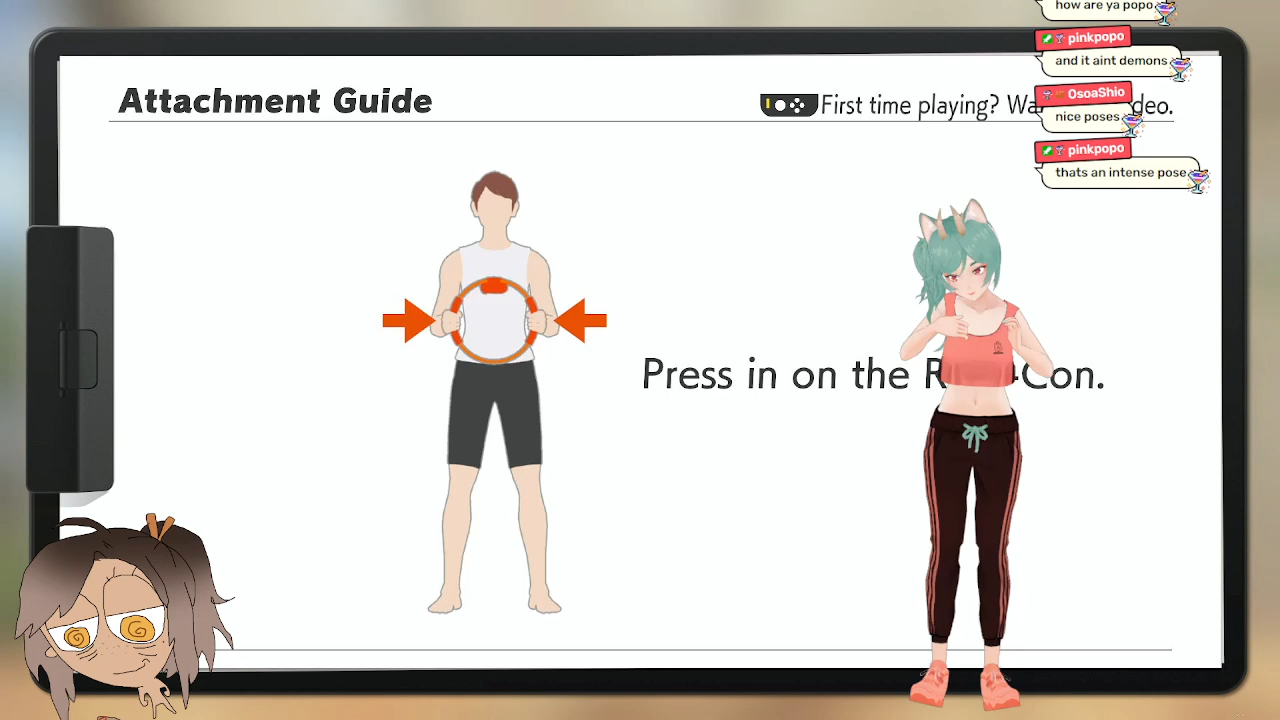 how are ya popo
pinkpopo
and it aint demons
OsoaShio
nice poses
pinkpopo
thats an intense pose
Attachment Guide
First time playing? deo.
Press in on the Con.